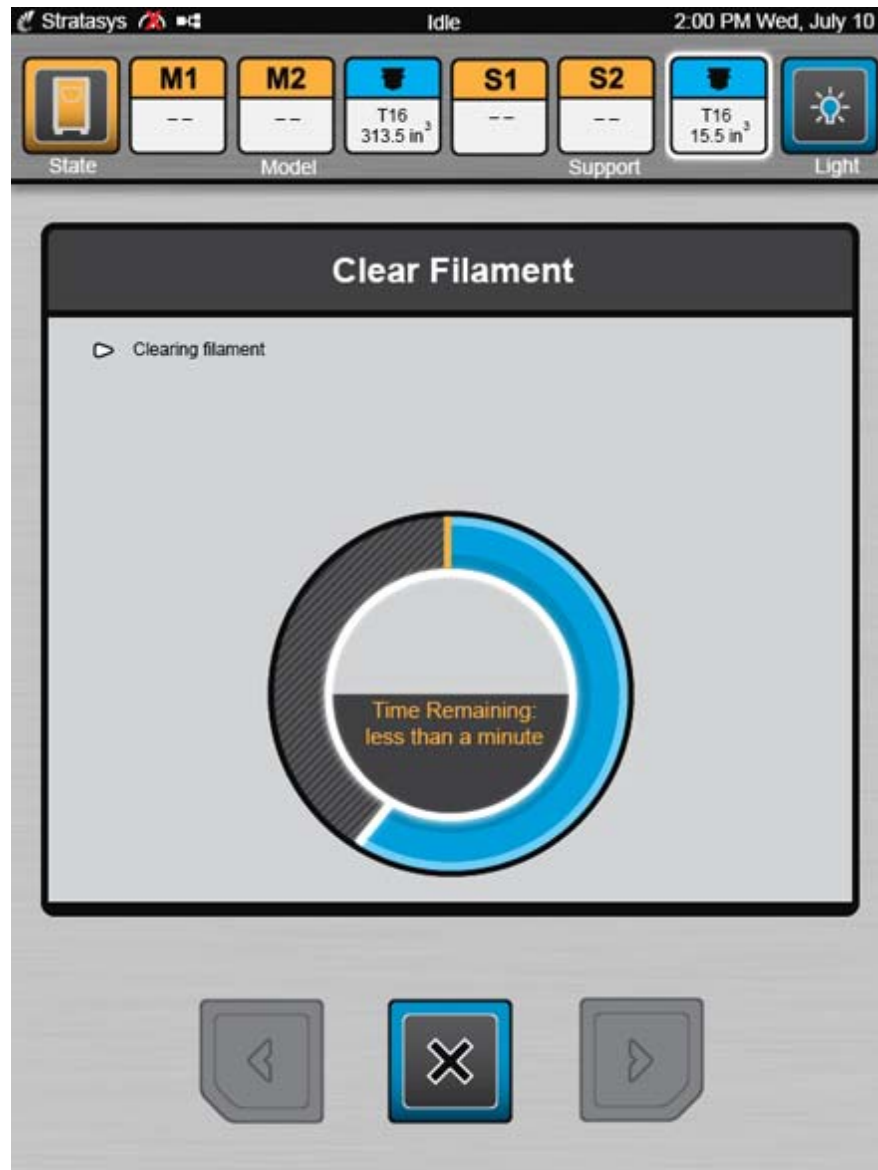 Stratasys Idle 2:00 PM Wed, July 10
M1 M2 S1 S2
-- -- T16 -- -- T16
313.5 in³ 15.5 in³
State Model Support Light
Clear Filament
Clearing filament
Time Remaining:
less than a minute